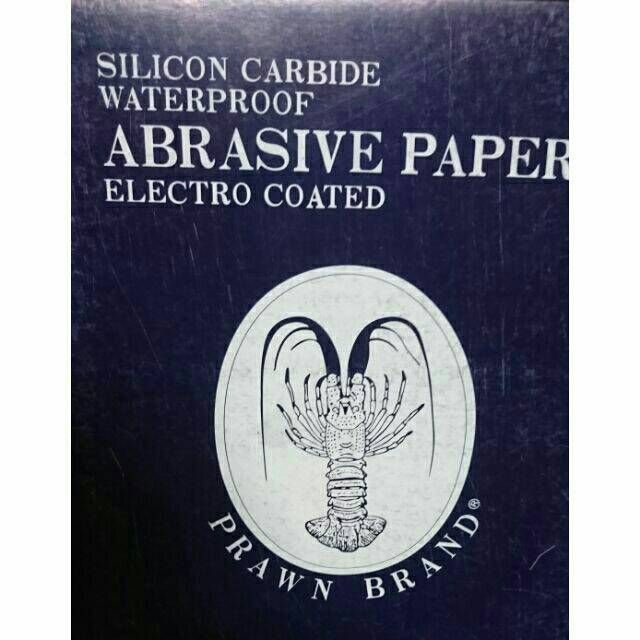 SILICON CARBIDE
WATERPROOF
ABRASIVE PAPER
ELECTRO COATED
PRAWN BRAND®